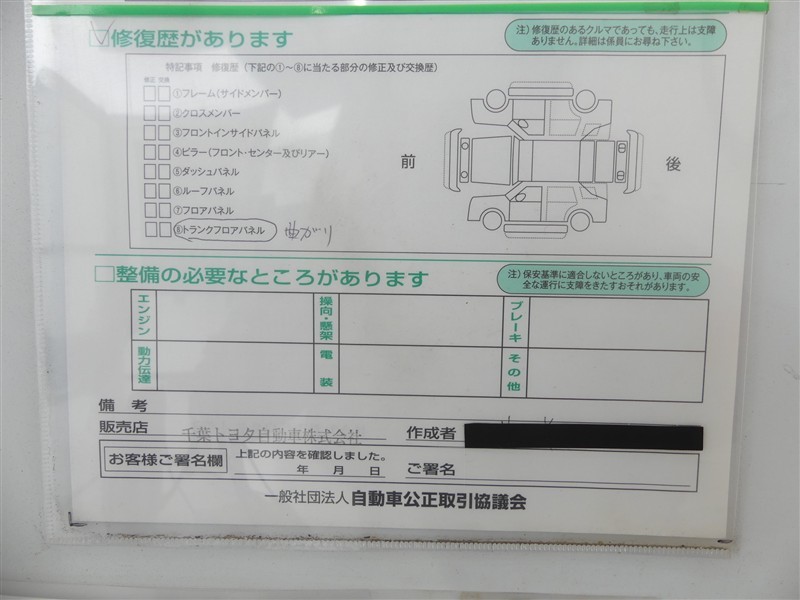 修復歴があります
注）修復歴のあるクルマであっても、走行上は支障
ありません。詳細は係員にお尋ね下さい。
特記事項 修復歴（下記の①～⑧に当たる部分の修正及び交換歴）
修正 交換
①フレーム（サイドメンバー）
②クロスメンバー
③フロントインサイドパネル
④ピラー（フロント・センター及びリアー）
⑤ダッシュパネル
⑥ルーフパネル
⑦フロアパネル
⑧トランクフロアパネル 曲がり
前
後
整備の必要なところがあります
注）保安基準に適合しないところがあり、車両の安
全な運行に支障をきたすおそれがあります。
エンジン
操向・懸架
ブレーキ
動力伝達
電装
その他
備考
販売店 千葉トヨタ自動車株式会社 作成者
お客様ご署名欄
上記の内容を確認しました。
年 月 日 ご署名
一般社団法人 自動車公正取引協議会